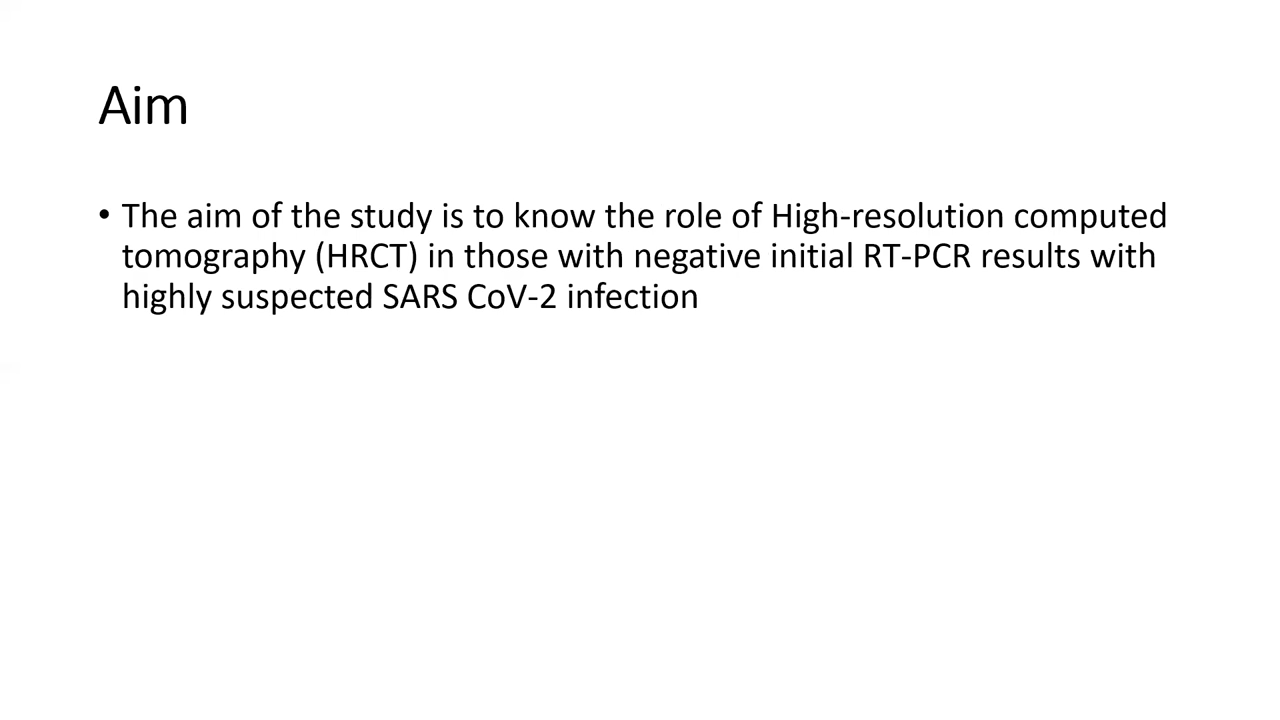 Aim
• The aim of the study is to know the role of High-resolution computed
tomography (HRCT) in those with negative initial RT-PCR results with
highly suspected SARS CoV-2 infection